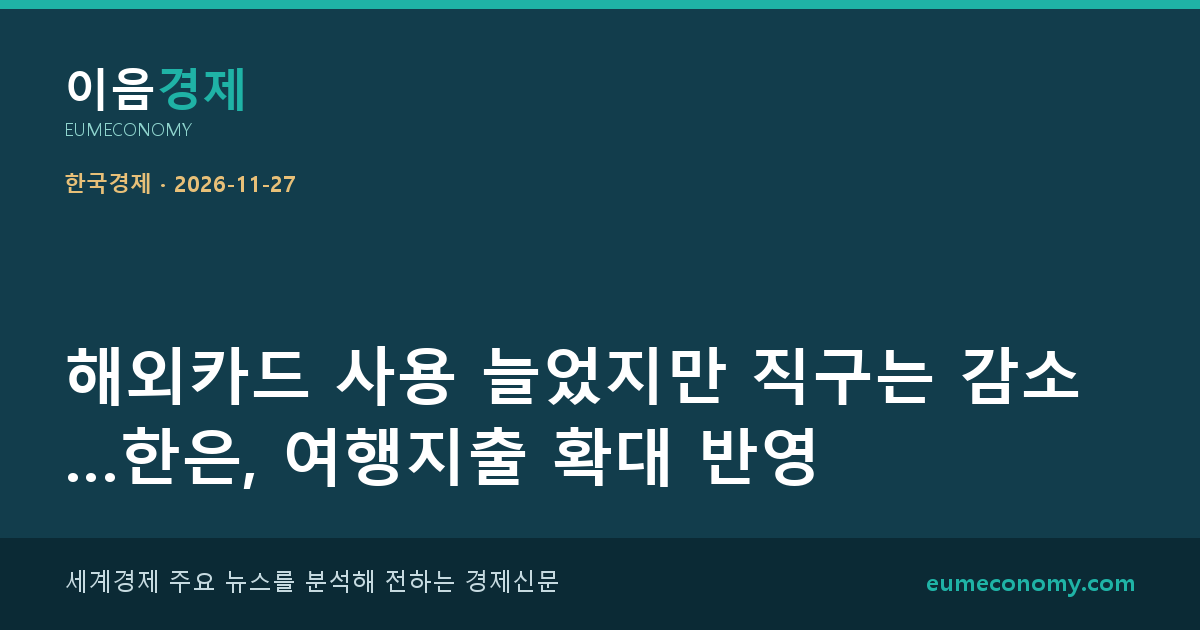 이음경제
EUMECONOMY
한국경제 · 2026-11-27
해외카드 사용 늘었지만 직구는 감소
...한은, 여행지출 확대 반영
세계경제 주요 뉴스를 분석해 전하는 경제신문
eumeconomy.com